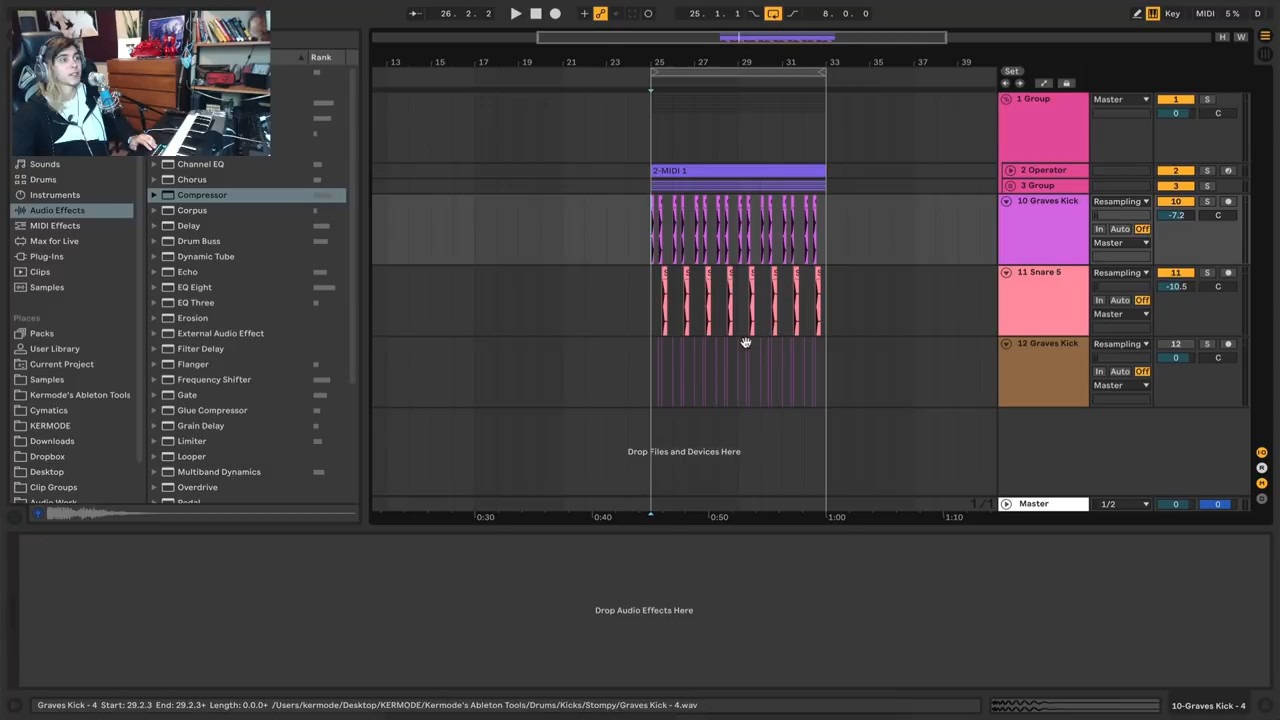 26. 2. 2
25. 1. 1
8. 0. 0
Key
MIDI
5 %
D
H
W
13 15 17 19 21 23 25 27 29 31 33 35 37 39
Set
Rank
Sounds
Drums
Instruments
Audio Effects
MIDI Effects
Max for Live
Plug-Ins
Clips
Samples
Places
Packs
User Library
Current Project
Samples
Kermode's Ableton Tools
Cymatics
KERMODE
Downloads
Dropbox
Desktop
Clip Groups
Audio Work
Channel EQ
Chorus
Compressor
Corpus
Delay
Drum Buss
Dynamic Tube
Echo
EQ Eight
EQ Three
Erosion
External Audio Effect
Filter Delay
Flanger
Frequency Shifter
Gate
Glue Compressor
Grain Delay
Limiter
Looper
Multiband Dynamics
Overdrive
Pedal
2-MIDI 1
Drop Files and Devices Here
1/1
0:30 0:40 0:50 1:00 1:10
1 Group Master 1 S
0 C
2 Operator 2 S
3 Group 3 S
10 Graves Kick Resampling 10 S
-7.2 C
In Auto Off
Master
11 Snare 5 Resampling 11 S
-10.5 C
In Auto Off
Master
12 Graves Kick Resampling 12 S
0 C
In Auto Off
Master
Master 1/2 0 0
Drop Audio Effects Here
Graves Kick - 4 Start: 29.2.3 End: 29.2.3+ Length: 0.0.0+ /Users/kermode/Desktop/KERMODE/Kermode's Ableton Tools/Drums/Kicks/Stompy/Graves Kick - 4.wav
10-Graves Kick - 4